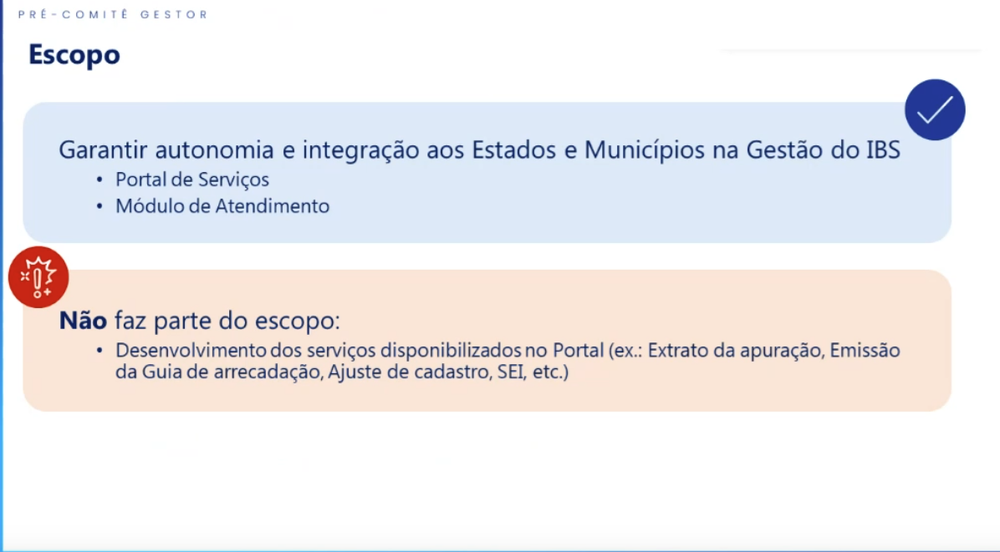 PRÉ-COMITÊ GESTOR
Escopo
Garantir autonomia e integração aos Estados e Municípios na Gestão do IBS
• Portal de Serviços
• Módulo de Atendimento
Não faz parte do escopo:
• Desenvolvimento dos serviços disponibilizados no Portal (ex.: Extrato da apuração, Emissão
da Guia de arrecadação, Ajuste de cadastro, SEI, etc.)